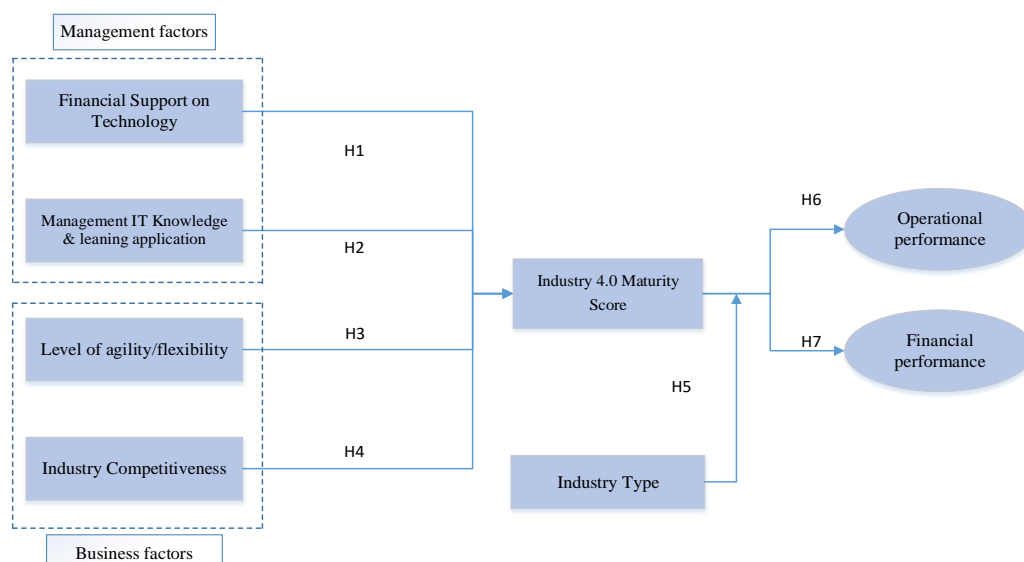 Management factors
Financial Support on
Technology
H1
Management IT Knowledge
& leaning application
H2
Level of agility/flexibility
H3
Industry Competitiveness
H4
Business factors
Industry 4.0 Maturity
Score
H5
Industry Type
H6
Operational
performance
H7
Financial
performance